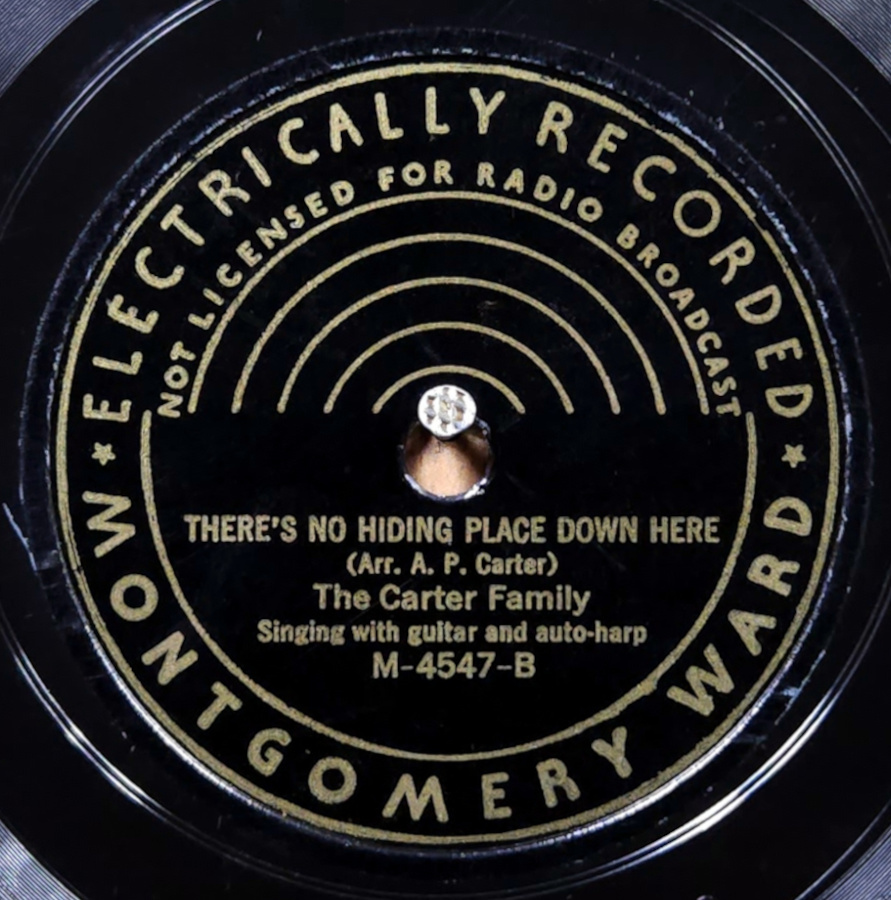 ELECTRICALLY RECORDED
NOT LICENSED FOR RADIO BROADCAST
THERE'S NO HIDING PLACE DOWN HERE
(Arr. A. P. Carter)
The Carter Family
Singing with guitar and auto-harp
M-4547-B
MONTGOMERY WARD